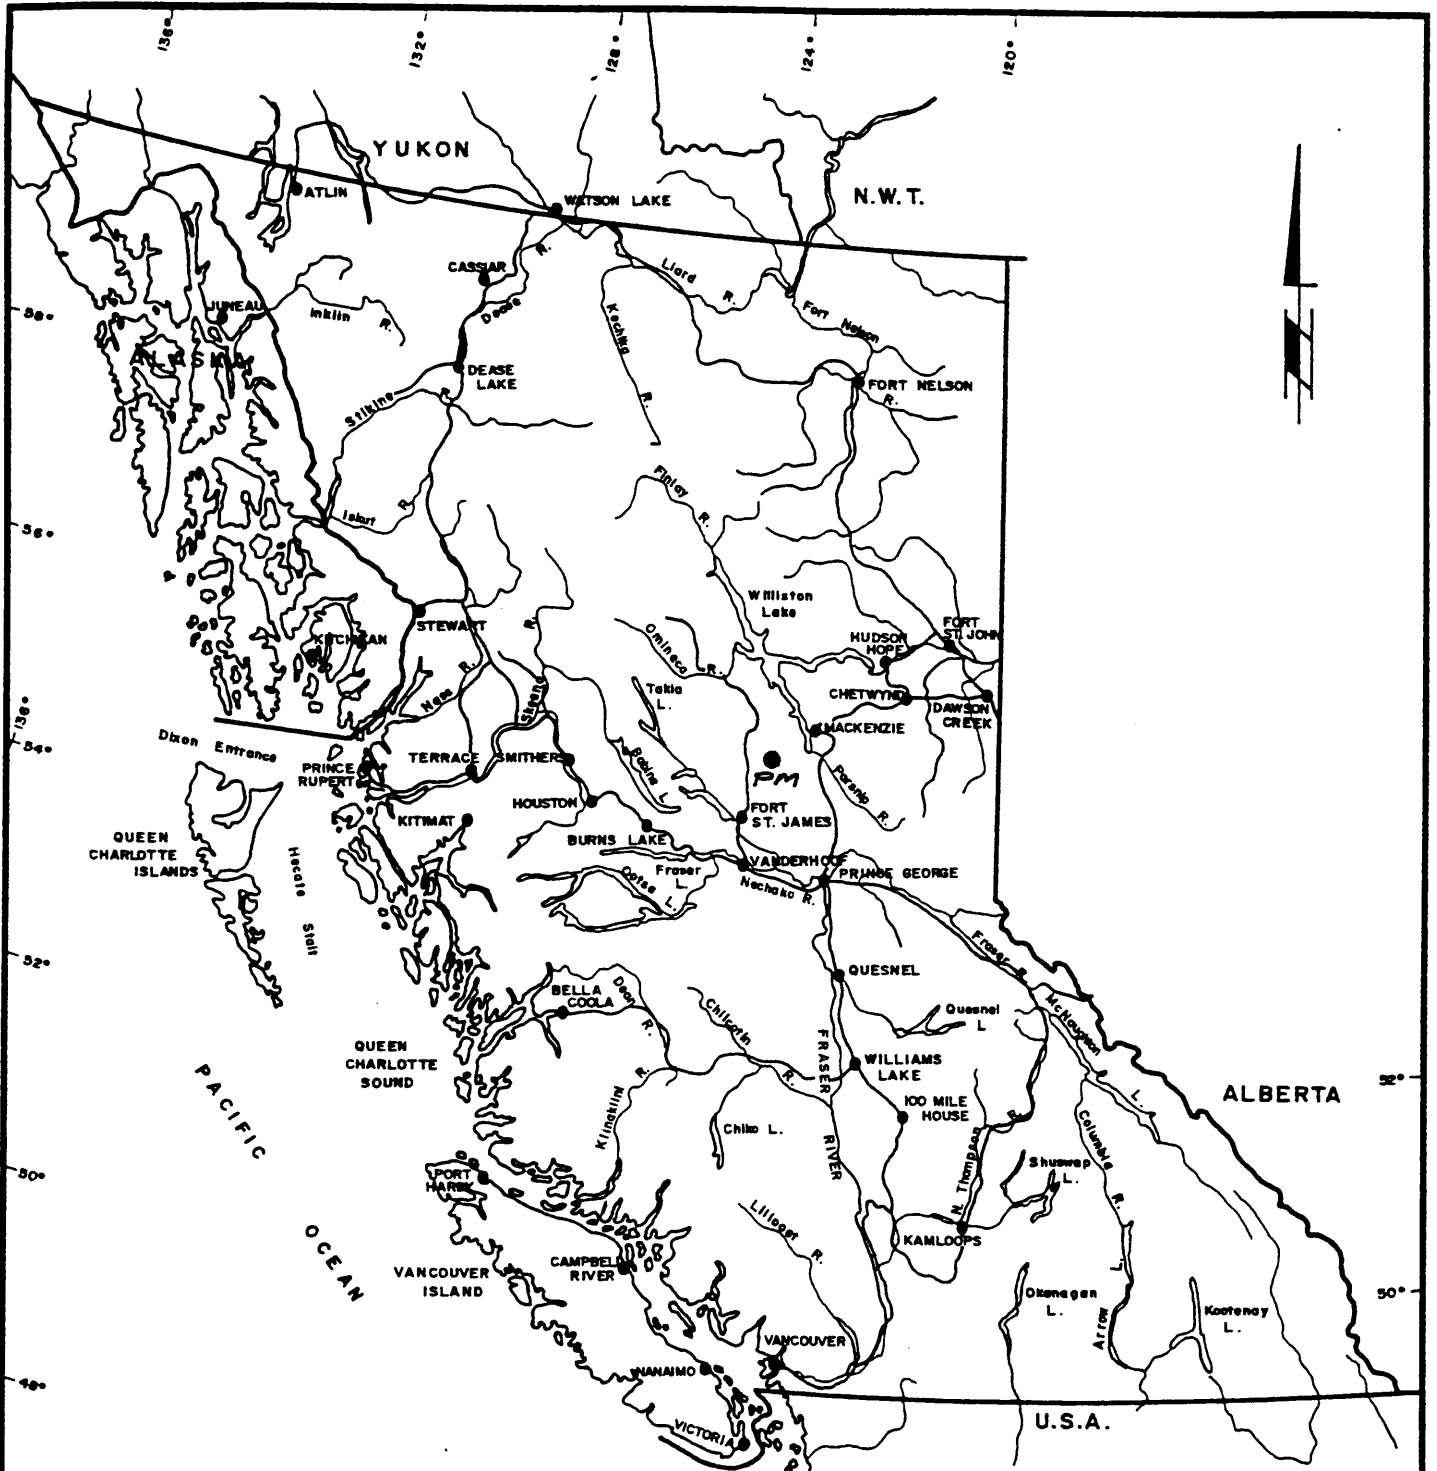 136°
132°
128°
124°
120°
YUKON
N.W.T.
ATLIN
WATSON LAKE
CASSIAR
Dease
R.
Liard
R.
JUNEAU
Inklin
R.
58°
ALASKA
Kechika
R.
Fort Nelson
R.
FORT NELSON
DEASE
LAKE
Stikine
Iskut
R.
56°
Finlay
R.
Williston
Lake
STEWART
KETCHIKAN
Nass
R.
Skeena
R.
Omineca
R.
Takla
L.
HUDSON
HOPE
FORT
ST. JOHN
CHETWYND
DAWSON
CREEK
MACKENZIE
136°
54°
Dixon Entrance
PRINCE
RUPERT
TERRACE
SMITHERS
Babine
L.
PM
Parsnip R.
HOUSTON
KITIMAT
FORT
ST. JAMES
BURNS LAKE
QUEEN
CHARLOTTE
ISLANDS
Hecate Stait
Ootsa
L.
Fraser
L.
VANDERHOOF
Nechako R.
PRINCE GEORGE
Fraser R.
52°
QUESNEL
Quesnel
L
McNaughton
L.
BELLA
COOLA
Dean
R.
Chilcotin
R.
QUEEN
CHARLOTTE
SOUND
FRASER
RIVER
WILLIAMS
LAKE
52°
ALBERTA
PACIFIC
OCEAN
Klinaklin
R.
Chilko L.
100 MILE
HOUSE
N. Thompson
R.
Columbia
R.
Shuswap
L.
50°
PORT
HARDY
Lillooet
R.
KAMLOOPS
CAMPBELL
RIVER
VANCOUVER
ISLAND
Okanagan
L.
Arrow
L.
Kootenay
L.
50°
VANCOUVER
NANAIMO
48°
VICTORIA
U.S.A.